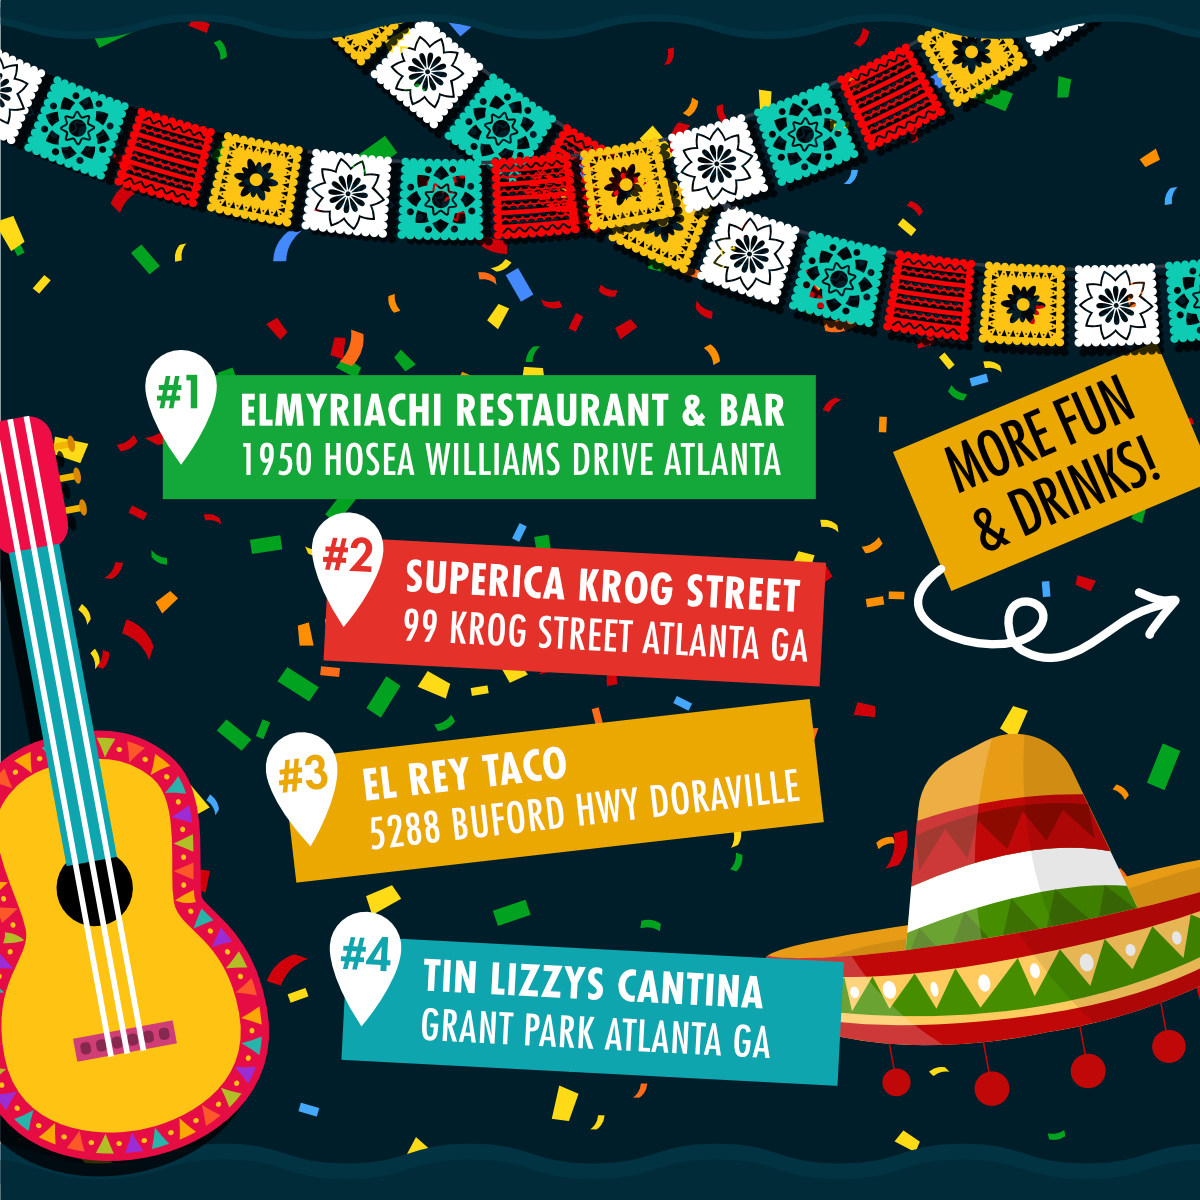 #1
ELMYRIACHI RESTAURANT & BAR
1950 HOSEA WILLIAMS DRIVE ATLANTA
MORE FUN
& DRINKS!
#2
SUPERICA KROG STREET
99 KROG STREET ATLANTA GA
#3
EL REY TACO
5288 BUFORD HWY DORAVILLE
#4
TIN LIZZYS CANTINA
GRANT PARK ATLANTA GA